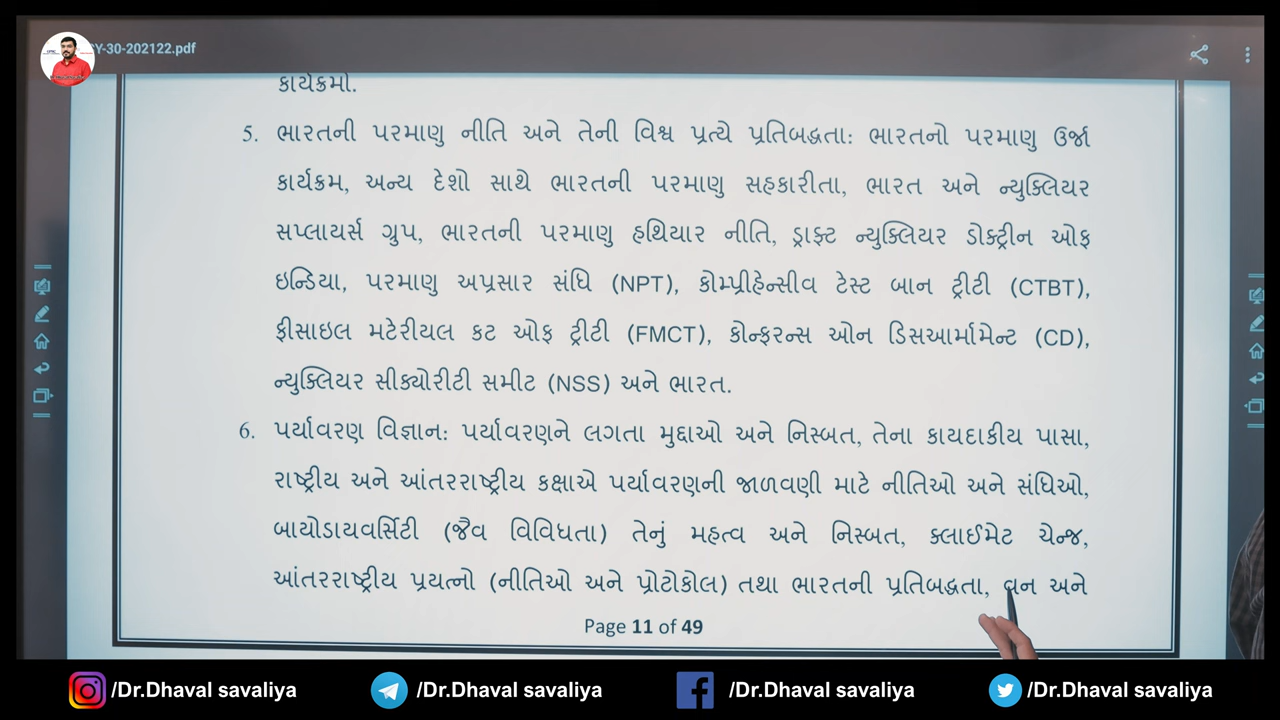 SY-30-202122.pdf
કાર્યક્રમો.
5. ભારતની પરમાણુ નીતિ અને તેની વિશ્વ પ્રત્યે પ્રતિબદ્ધતા: ભારતનો પરમાણુ ઉર્જા
કાર્યક્રમ, અન્ય દેશો સાથે ભારતની પરમાણુ સહકારીતા, ભારત અને ન્યુક્લિયર
સપ્લાયર્સ ગ્રુપ, ભારતની પરમાણુ હથિયાર નીતિ, ડ્રાફ્ટ ન્યુક્લિયર ડોક્ટ્રીન ઓફ
ઇન્ડિયા, પરમાણુ અપ્રસાર સંધિ (NPT), કોમ્પ્રીહેન્સીવ ટેસ્ટ બાન ટ્રીટી (CTBT),
ફીસાઇલ મટેરીયલ કટ ઓફ ટ્રીટી (FMCT), કોન્ફરન્સ ઓન ડિસઆર્મામેન્ટ (CD),
ન્યુક્લિયર સીક્યોરીટી સમીટ (NSS) અને ભારત.
6. પર્યાવરણ વિજ્ઞાન: પર્યાવરણને લગતા મુદ્દાઓ અને નિસ્બત, તેના કાયદાકીય પાસા,
રાષ્ટ્રીય અને આંતરરાષ્ટ્રીય કક્ષાએ પર્યાવરણની જાળવણી માટે નીતિઓ અને સંધિઓ,
બાયોડાયવર્સિટી (જૈવ વિવિધતા) તેનું મહત્વ અને નિસ્બત, ક્લાઈમેટ ચેન્જ,
આંતરરાષ્ટ્રીય પ્રયત્નો (નીતિઓ અને પ્રોટોકોલ) તથા ભારતની પ્રતિબદ્ધતા, વન અને
Page 11 of 49
/Dr.Dhaval savaliya /Dr.Dhaval savaliya /Dr.Dhaval savaliya /Dr.Dhaval savaliya